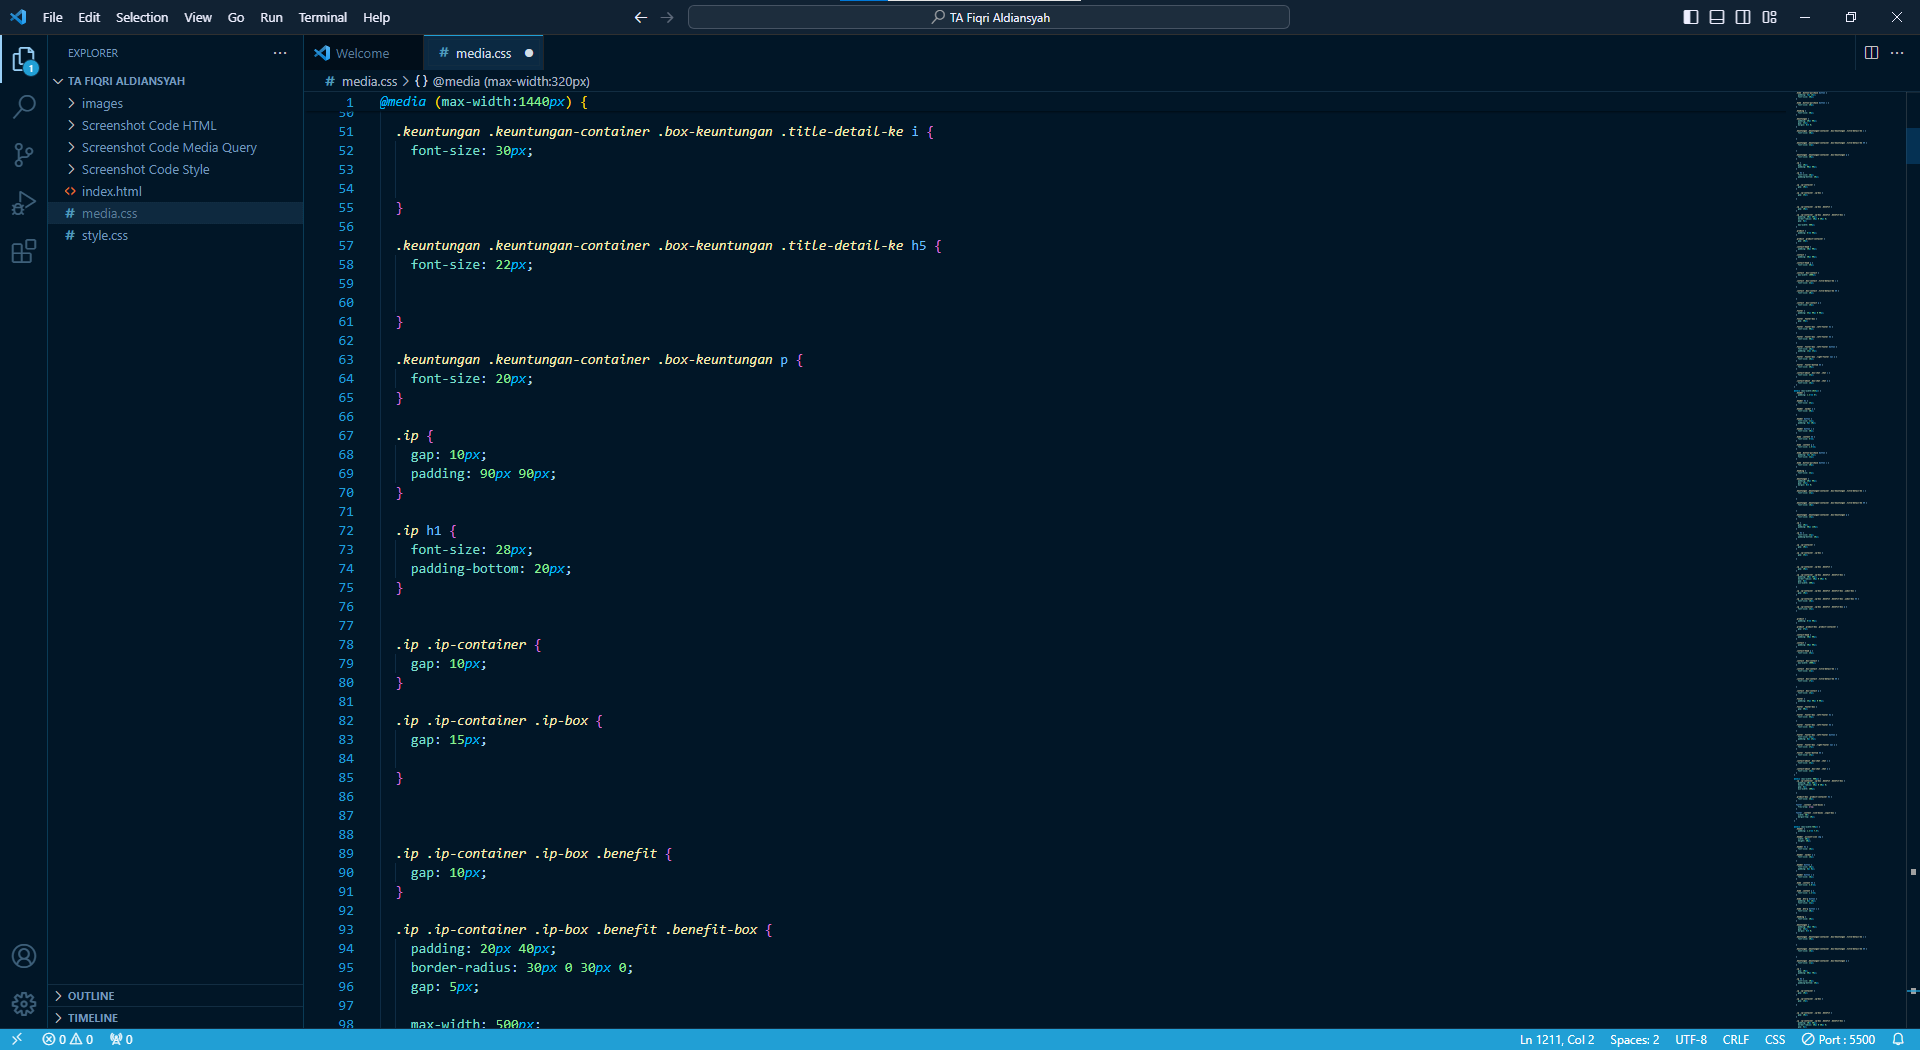 File Edit Selection View Go Run Terminal Help
TA Fiqri Aldiansyah
EXPLORER
TA FIQRI ALDIANSYAH
images
Screenshot Code HTML
Screenshot Code Media Query
Screenshot Code Style
index.html
media.css
style.css
OUTLINE
TIMELINE
1
Welcome
# media.css
# media.css > {} @media (max-width:320px)
1 @media (max-width:1440px) {
50
51 .keuntungan .keuntungan-container .box-keuntungan .title-detail-ke i {
52 font-size: 30px;
53
54
55 }
56
57 .keuntungan .keuntungan-container .box-keuntungan .title-detail-ke h5 {
58 font-size: 22px;
59
60
61 }
62
63 .keuntungan .keuntungan-container .box-keuntungan p {
64 font-size: 20px;
65 }
66
67 .ip {
68 gap: 10px;
69 padding: 90px 90px;
70 }
71
72 .ip h1 {
73 font-size: 28px;
74 padding-bottom: 20px;
75 }
76
77
78 .ip .ip-container {
79 gap: 10px;
80 }
81
82 .ip .ip-container .ip-box {
83 gap: 15px;
84
85 }
86
87
88
89 .ip .ip-container .ip-box .benefit {
90 gap: 10px;
91 }
92
93 .ip .ip-container .ip-box .benefit .benefit-box {
94 padding: 20px 40px;
95 border-radius: 30px 0 30px 0;
96 gap: 5px;
97
98 max-width: 500px;
0 0 0 Ln 1211, Col 2 Spaces: 2 UTF-8 CRLF CSS Port : 5500